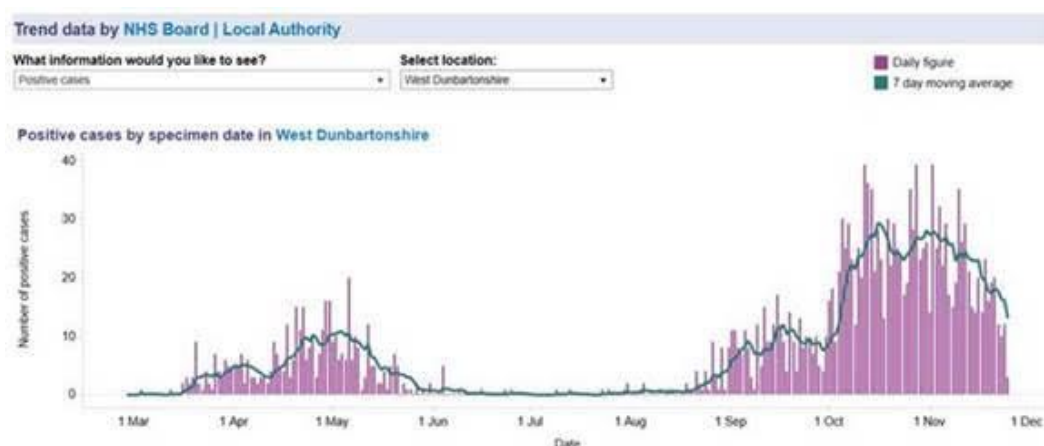 Trend data by NHS Board | Local Authority
What information would you like to see?
Select location:
Positive cases
West Dunbartonshire
Daily figure
7 day moving average
Positive cases by specimen date in West Dunbartonshire
Number of positive cases
40
30
20
10
0
1 Mar 1 Apr 1 May 1 Jun 1 Jul 1 Aug 1 Sep 1 Oct 1 Nov 1 Dec
Date